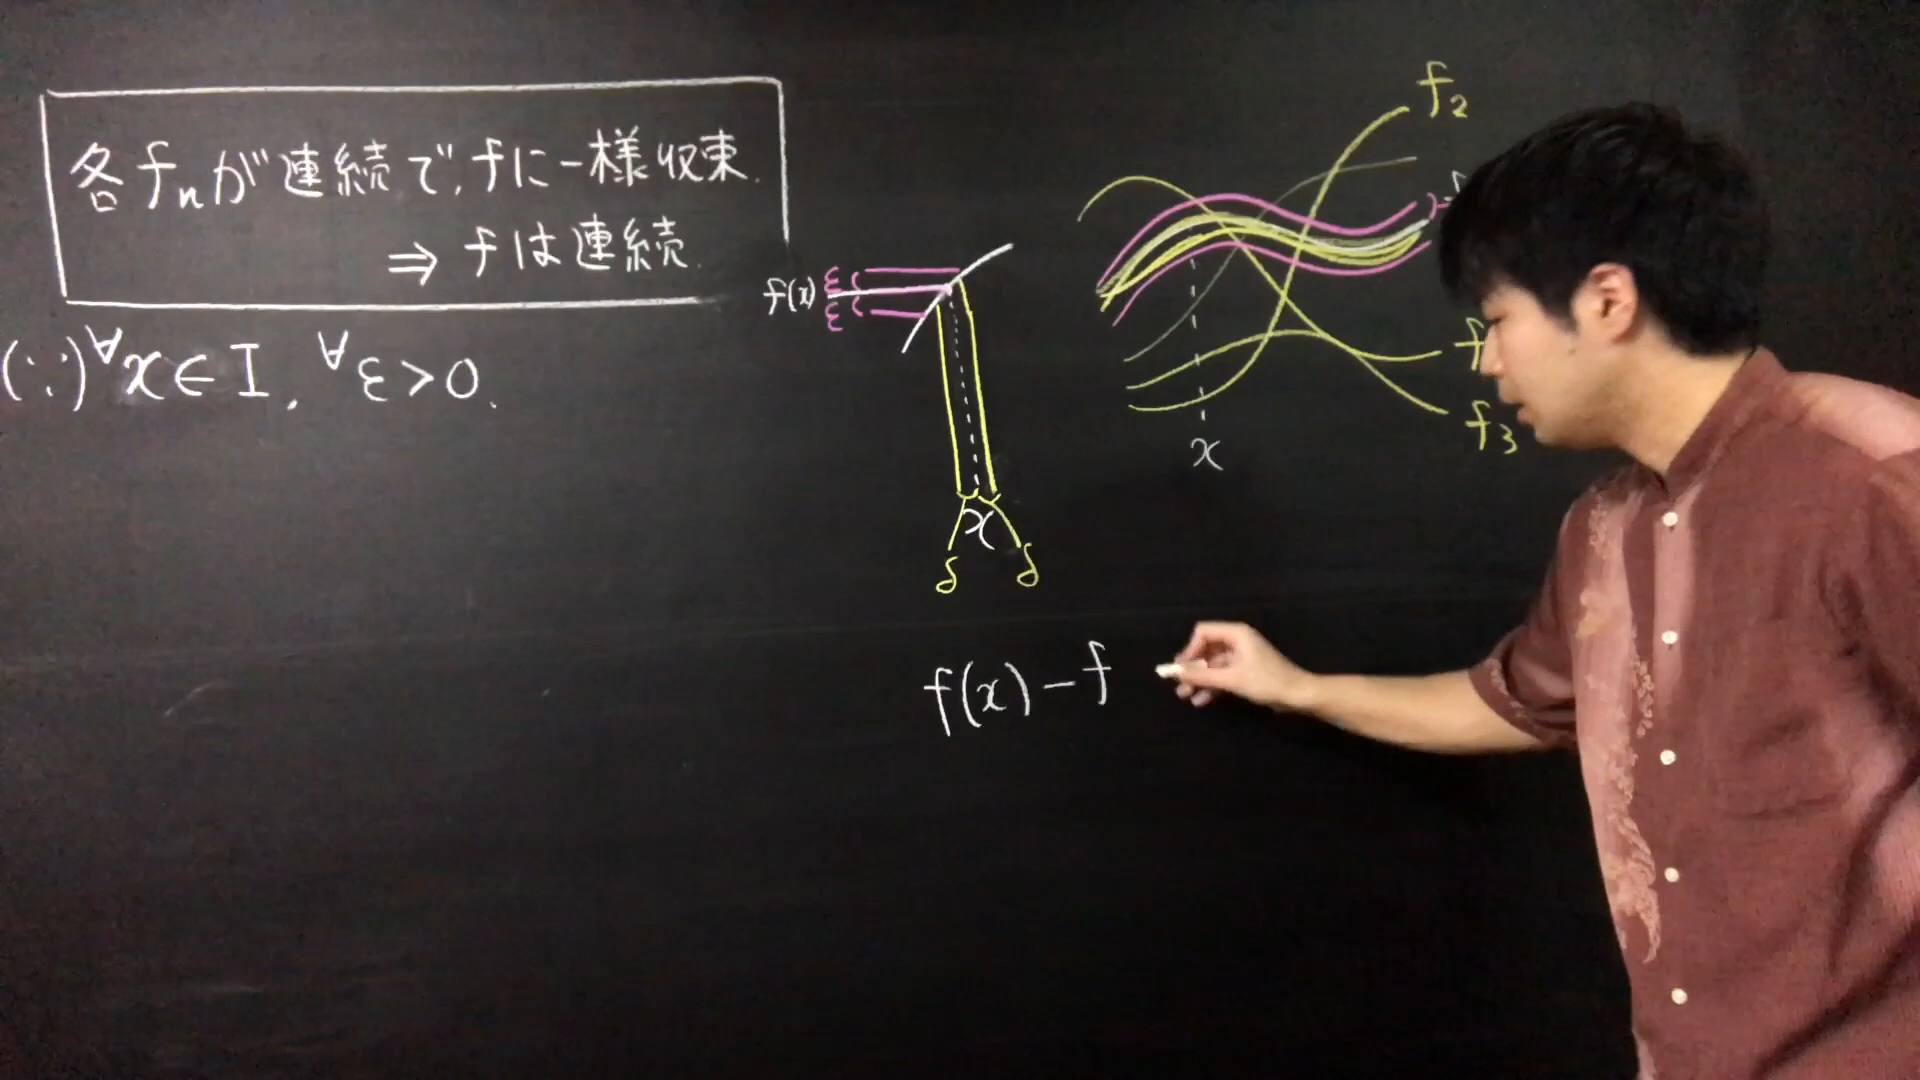 各fnが連続で,fに一様収束.
⇒ fは連続.
(∵)∀x∈I, ∀ε>0,
f(x)
ε
ε
x
δ
δ
f2
f
f3
x
f(x)-f